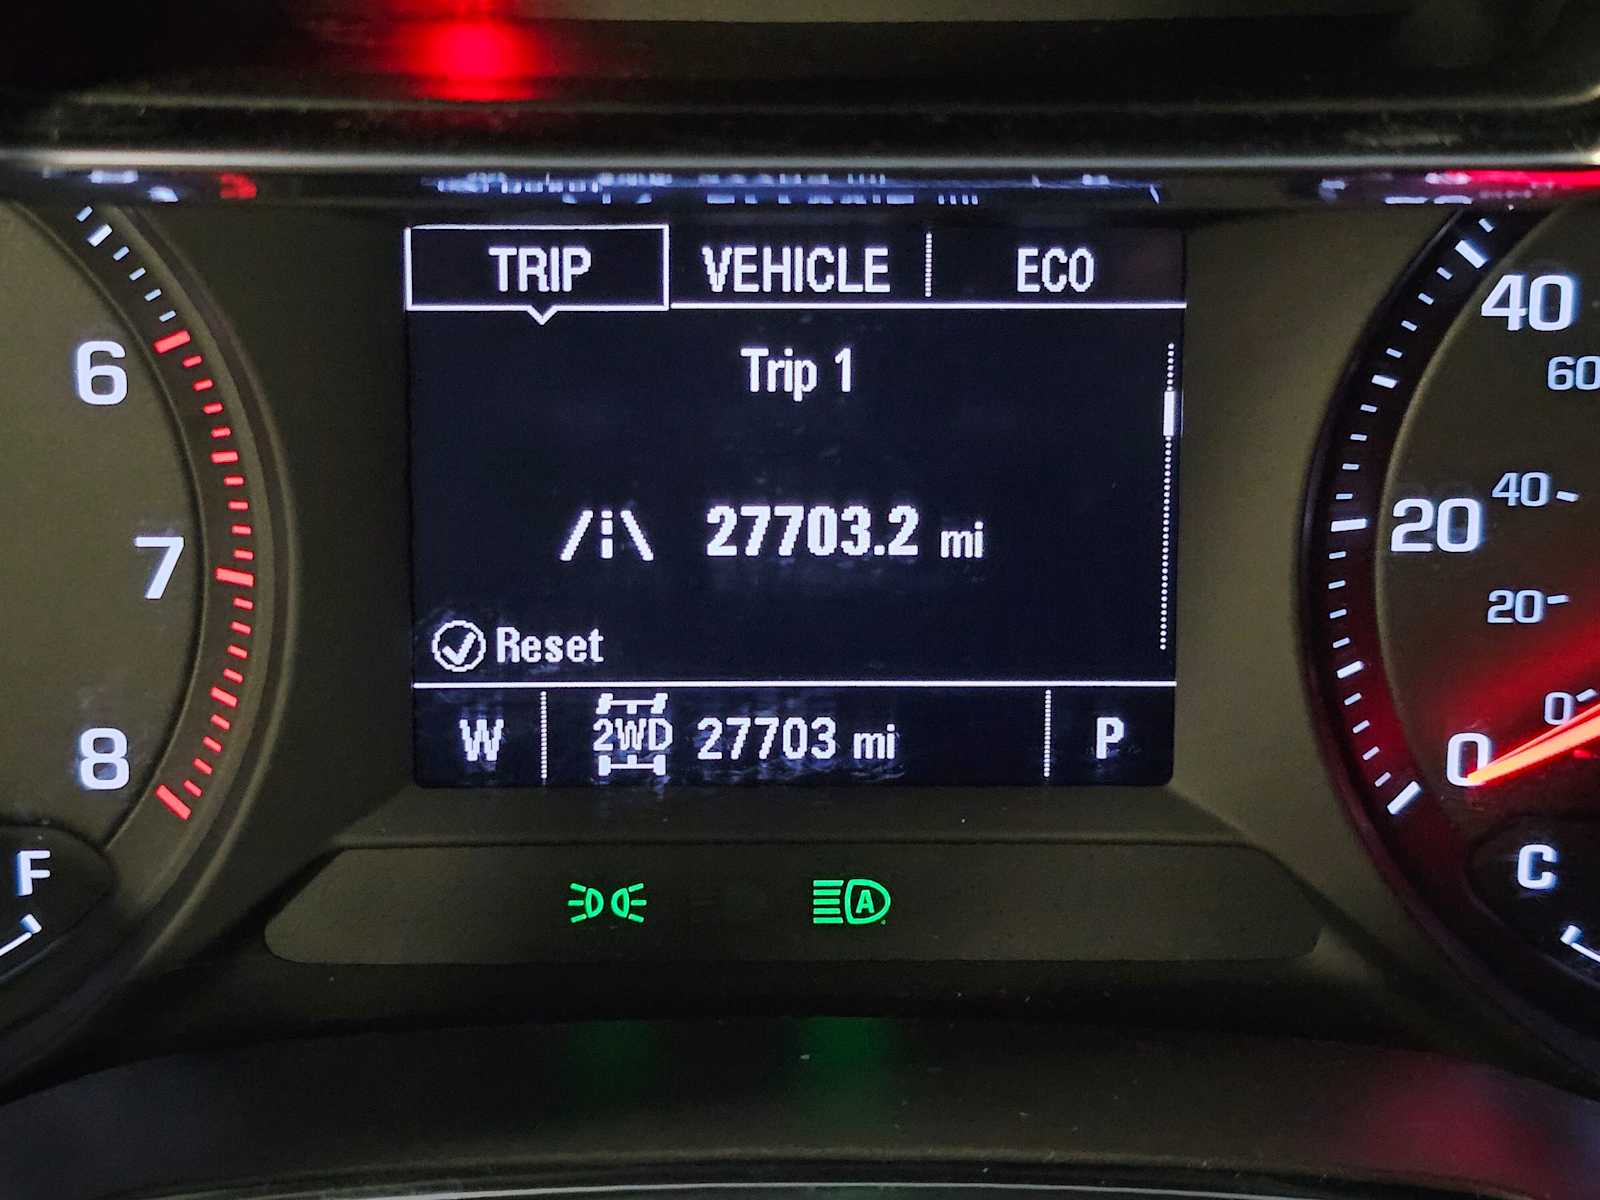 TRIP VEHICLE ECO
Trip 1
27703.2 mi
Reset
W 2WD 27703 mi P
6
7
8
F
40
60
20
40
20
0
0
C
A